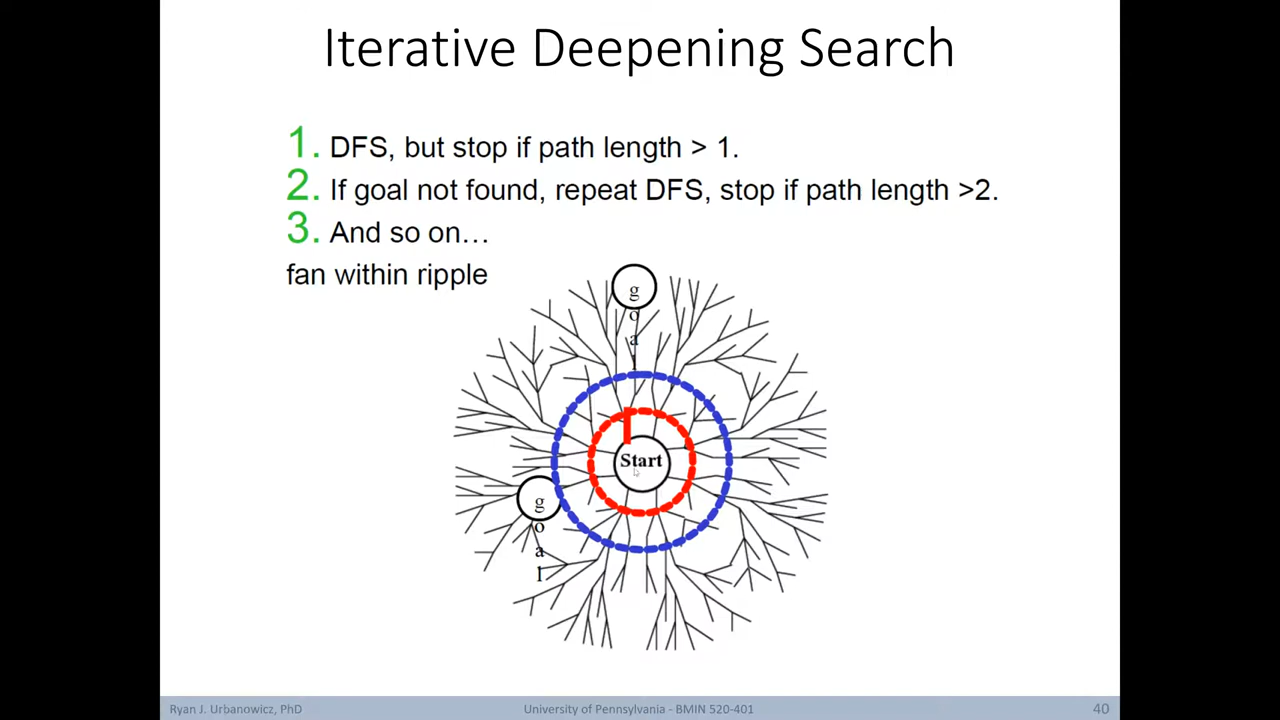 Iterative Deepening Search
1. DFS, but stop if path length > 1.
2. If goal not found, repeat DFS, stop if path length >2.
3. And so on…
fan within ripple
g
o
a
l
Start
g
o
a
l
Ryan J. Urbanowicz, PhD
University of Pennsylvania - BMIN 520-401
40